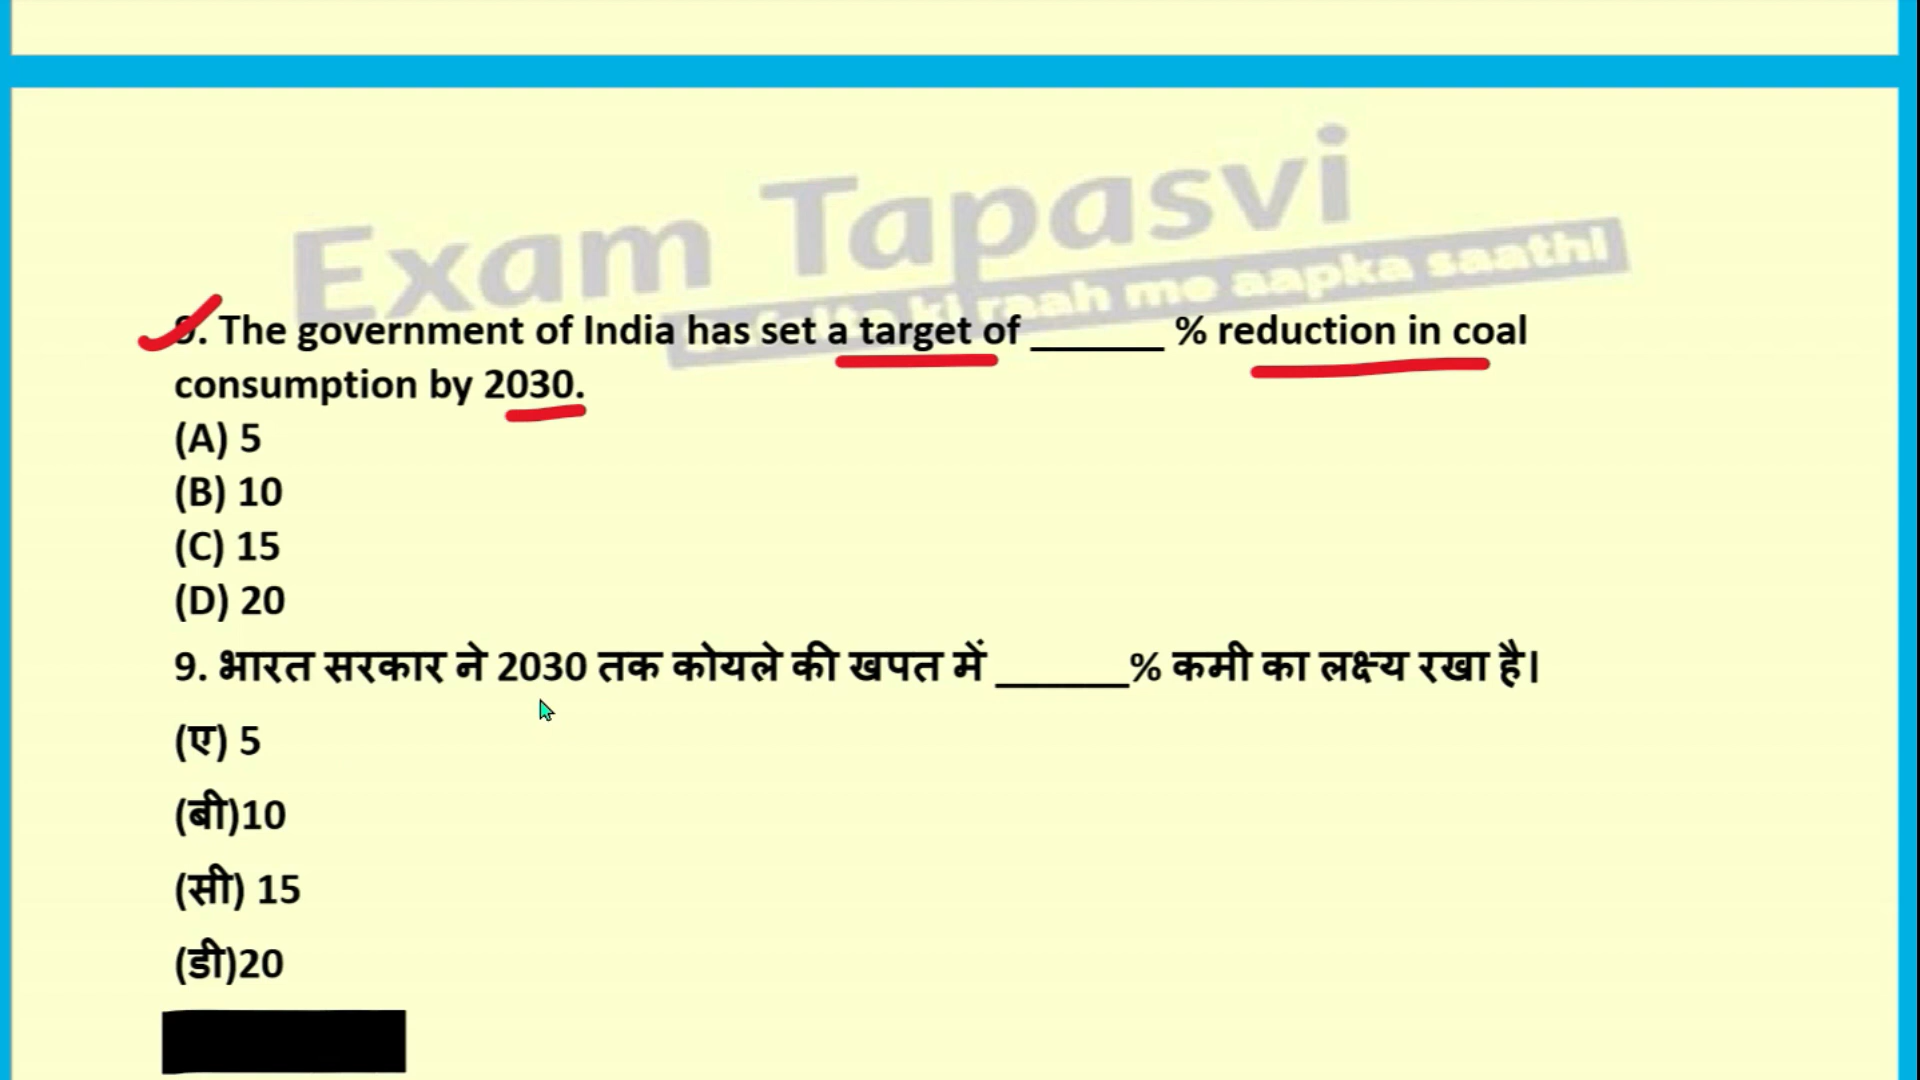 Exam Tapasvi
ki raah me aapka saathi
9. The government of India has set a target of ______ % reduction in coal
consumption by 2030.
(A) 5
(B) 10
(C) 15
(D) 20
9. भारत सरकार ने 2030 तक कोयले की खपत में ______% कमी का लक्ष्य रखा है।
(ए) 5
(बी)10
(सी) 15
(डी)20